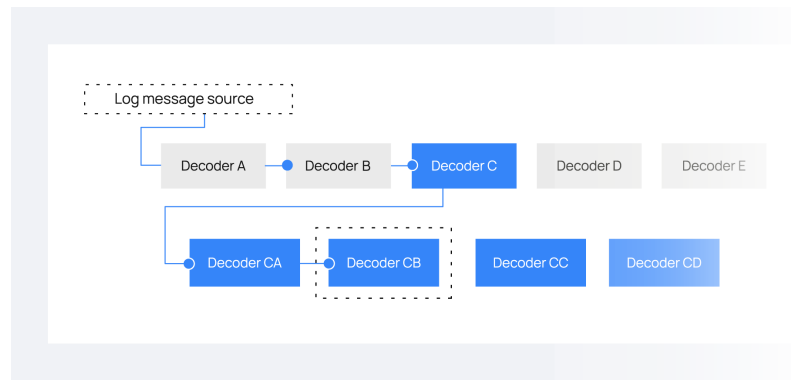 Log message source
Decoder A
Decoder B
Decoder C
Decoder D
Decoder E
Decoder CA
Decoder CB
Decoder CC
Decoder CD